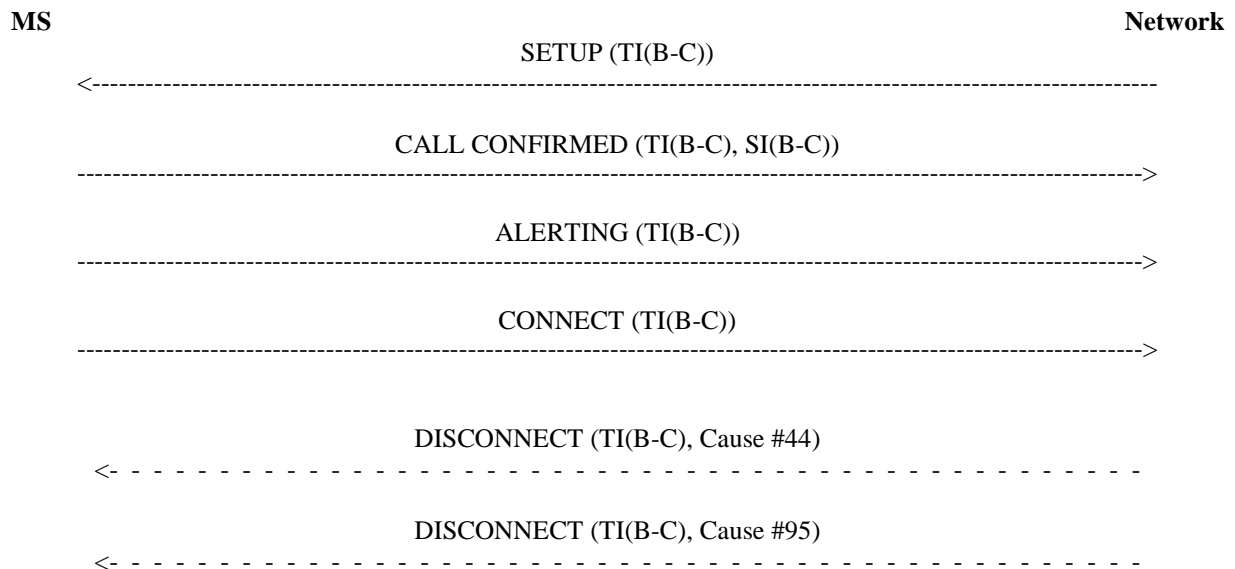 MS Network
SETUP (TI(B-C))
<------------------------------------------------------------------------------------------------------------------------
CALL CONFIRMED (TI(B-C), SI(B-C))
------------------------------------------------------------------------------------------------------------------------>
ALERTING (TI(B-C))
------------------------------------------------------------------------------------------------------------------------>
CONNECT (TI(B-C))
------------------------------------------------------------------------------------------------------------------------>
DISCONNECT (TI(B-C), Cause #44)
<- - - - - - - - - - - - - - - - - - - - - - - - - - - - - - - - - - - - - - - - - - - - - - -
DISCONNECT (TI(B-C), Cause #95)
<- - - - - - - - - - - - - - - - - - - - - - - - - - - - - - - - - - - - - - - - - - - - - - -